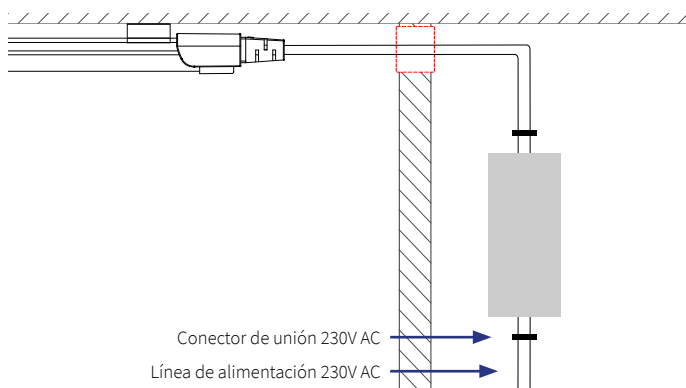 Conector de unión 230V AC
Línea de alimentación 230V AC